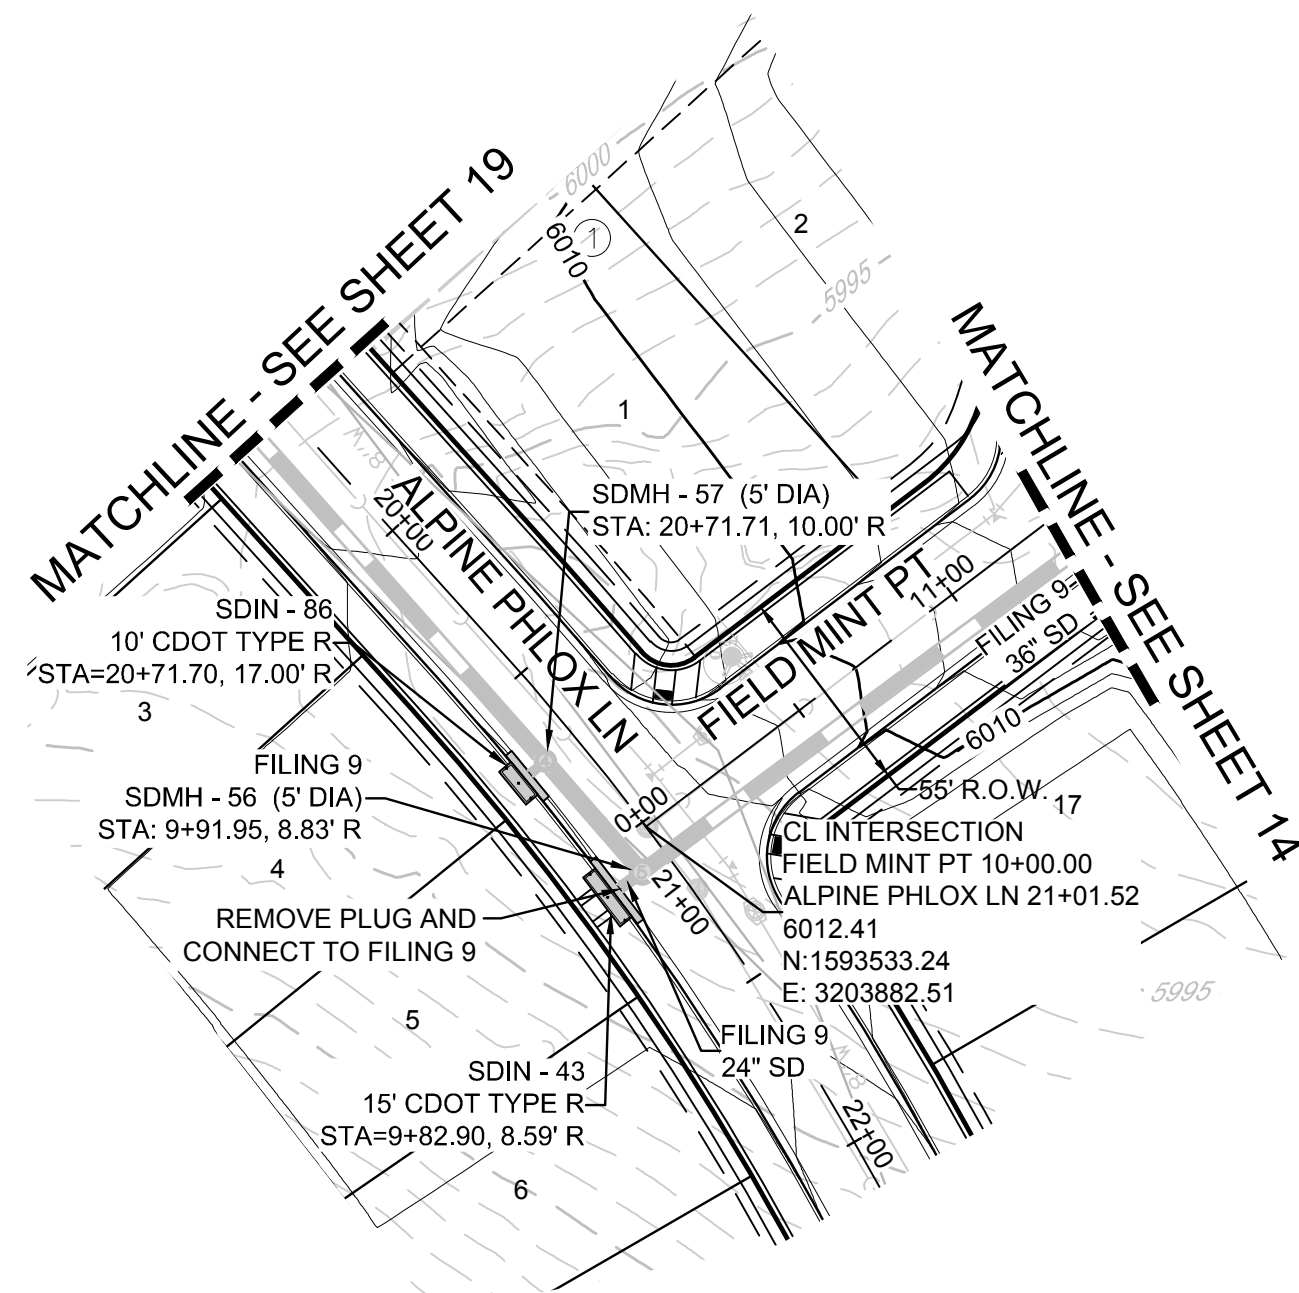 6000
MATCHLINE - SEE SHEET 19
6010
1
2
5995
MATCHLINE - SEE SHEET 14
1
8" W
20+00
ALPINE PHLOX LN
SDMH - 57 (5' DIA)
STA: 20+71.71, 10.00' R
11+00
FIELD MINT PT
FILING 9
36" SD
SDIN - 86
10' CDOT TYPE R
STA=20+71.70, 17.00' R
3
6010
FILING 9
SDMH - 56 (5' DIA)
STA: 9+91.95, 8.83' R
4
0+00
55' R.O.W.
17
CL INTERSECTION
FIELD MINT PT 10+00.00
ALPINE PHLOX LN 21+01.52
6012.41
N:1593533.24
E: 3203882.51
21+00
REMOVE PLUG AND
CONNECT TO FILING 9
5995
5
FILING 9
24" SD
SDIN - 43
15' CDOT TYPE R
STA=9+82.90, 8.59' R
8" W
22+00
6